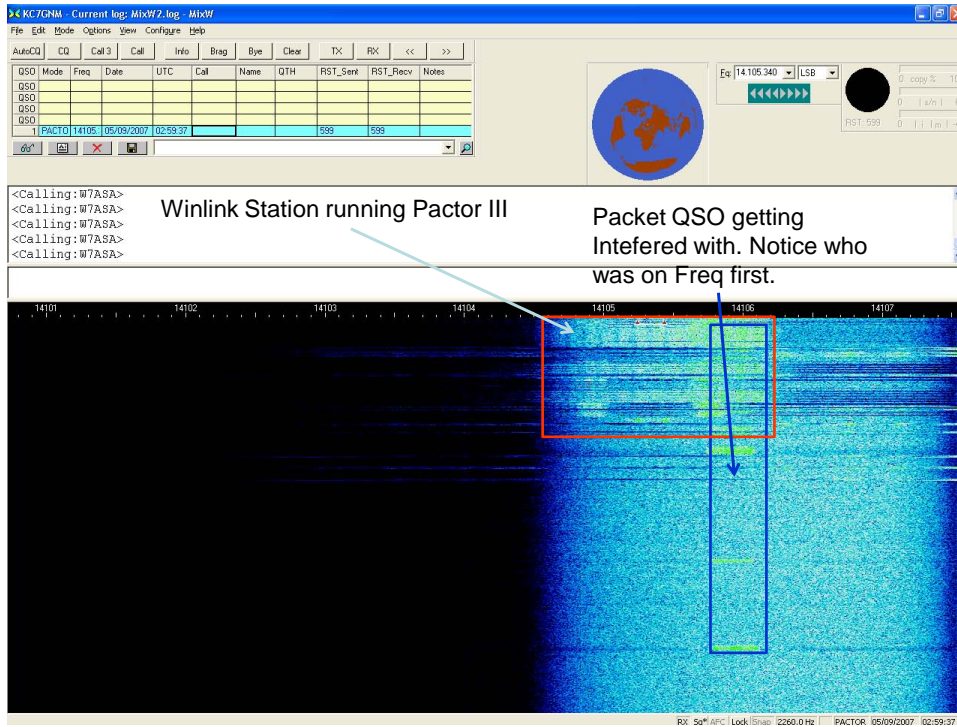 KC7GNM - Current log: MixW2.log - MixW
File Edit Mode Options View Configure Help
AutoCQ CQ Call 3 Call Info Brag Bye Clear TX RX << >>
QSO Mode Freq Date UTC Call Name QTH RST_Sent RST_Recv Notes
QSO
QSO
QSO
QSO
1 PACTO 14105. 05/09/2007 02:59:37 599 599
Fq: 14.105.340 LSB
0 copy %
0 | s/n |
RST: 599
<Calling:W7ASA>
<Calling:W7ASA>
<Calling:W7ASA>
<Calling:W7ASA>
<Calling:W7ASA>
Winlink Station running Pactor III
Packet QSO getting
Intefered with. Notice who
was on Freq first.
14101 14102 14103 14104 14105 14106 14107
RX Sq* AFC Lock Snap 2260.0 Hz PACTOR 05/09/2007 02:59:37